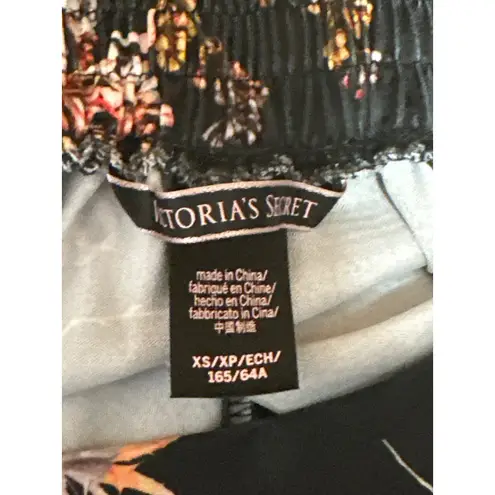 VICTORIA'S SECRET
made in China/
fabriqué en Chine/
hecho en China/
fabbricato in Cina/
中國制造
XS/XP/ECH/
165/64A